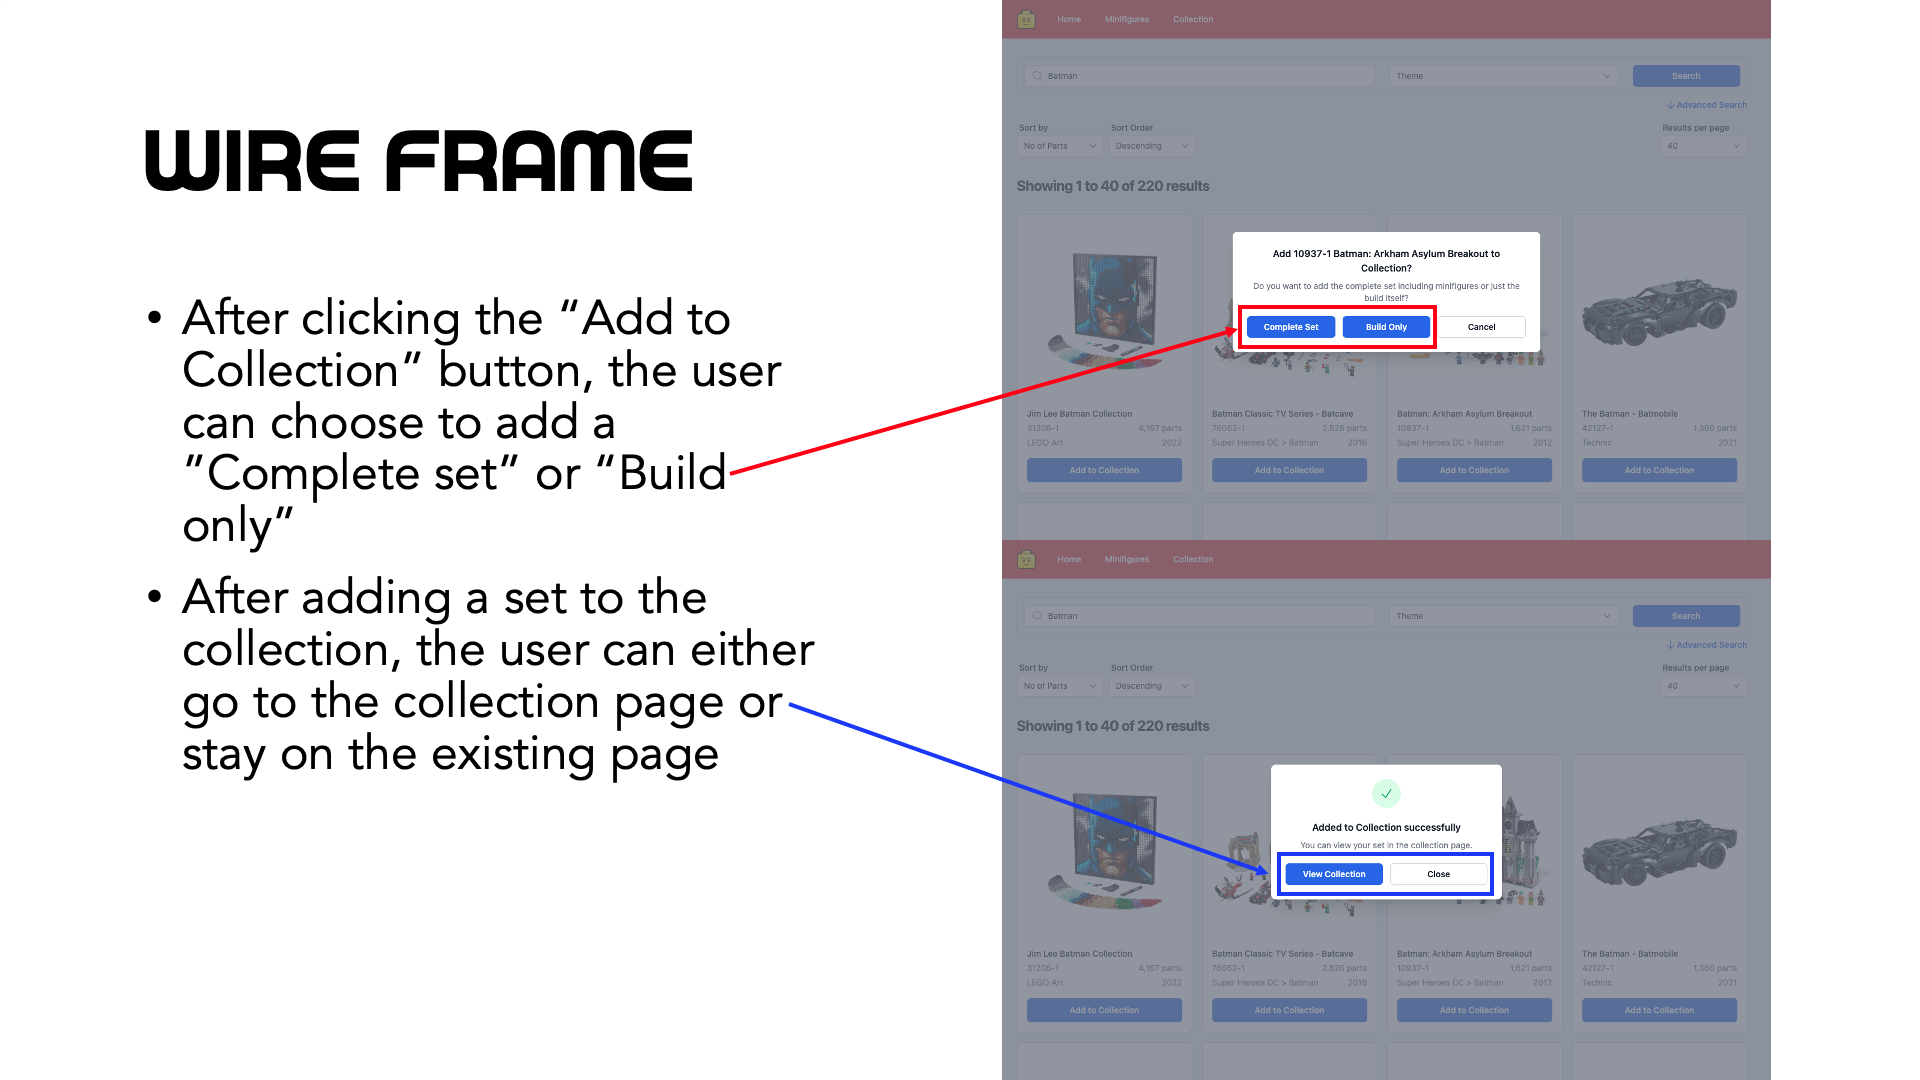 WIRE FRAME
• After clicking the “Add to
Collection” button, the user
can choose to add a
”Complete set” or “Build
only”
• After adding a set to the
collection, the user can either
go to the collection page or
stay on the existing page
Home Minifigures Collection
Batman Theme Search
Advanced Search
Sort by Sort Order Results per page
No of Parts Descending 40
Showing 1 to 40 of 220 results
Add 10937-1 Batman: Arkham Asylum Breakout to
Collection?
Do you want to add the complete set including minifigures or just the
build itself?
Complete Set Build Only Cancel
Jim Lee Batman Collection Batman Classic TV Series - Batcave Batman: Arkham Asylum Breakout The Batman - Batmobile
31205-1 4,167 parts 76052-1 2,526 parts 10937-1 1,621 parts 42127-1 1,360 parts
LEGO Art 2022 Super Heroes DC > Batman 2016 Super Heroes DC > Batman 2012 Technic 2021
Add to Collection Add to Collection Add to Collection Add to Collection
Home Minifigures Collection
Batman Theme Search
Advanced Search
Sort by Sort Order Results per page
No of Parts Descending 40
Showing 1 to 40 of 220 results
Added to Collection successfully
You can view your set in the collection page.
View Collection Close
Jim Lee Batman Collection Batman Classic TV Series - Batcave Batman: Arkham Asylum Breakout The Batman - Batmobile
31205-1 4,167 parts 76052-1 2,526 parts 10937-1 1,621 parts 42127-1 1,360 parts
LEGO Art 2022 Super Heroes DC > Batman 2016 Super Heroes DC > Batman 2012 Technic 2021
Add to Collection Add to Collection Add to Collection Add to Collection